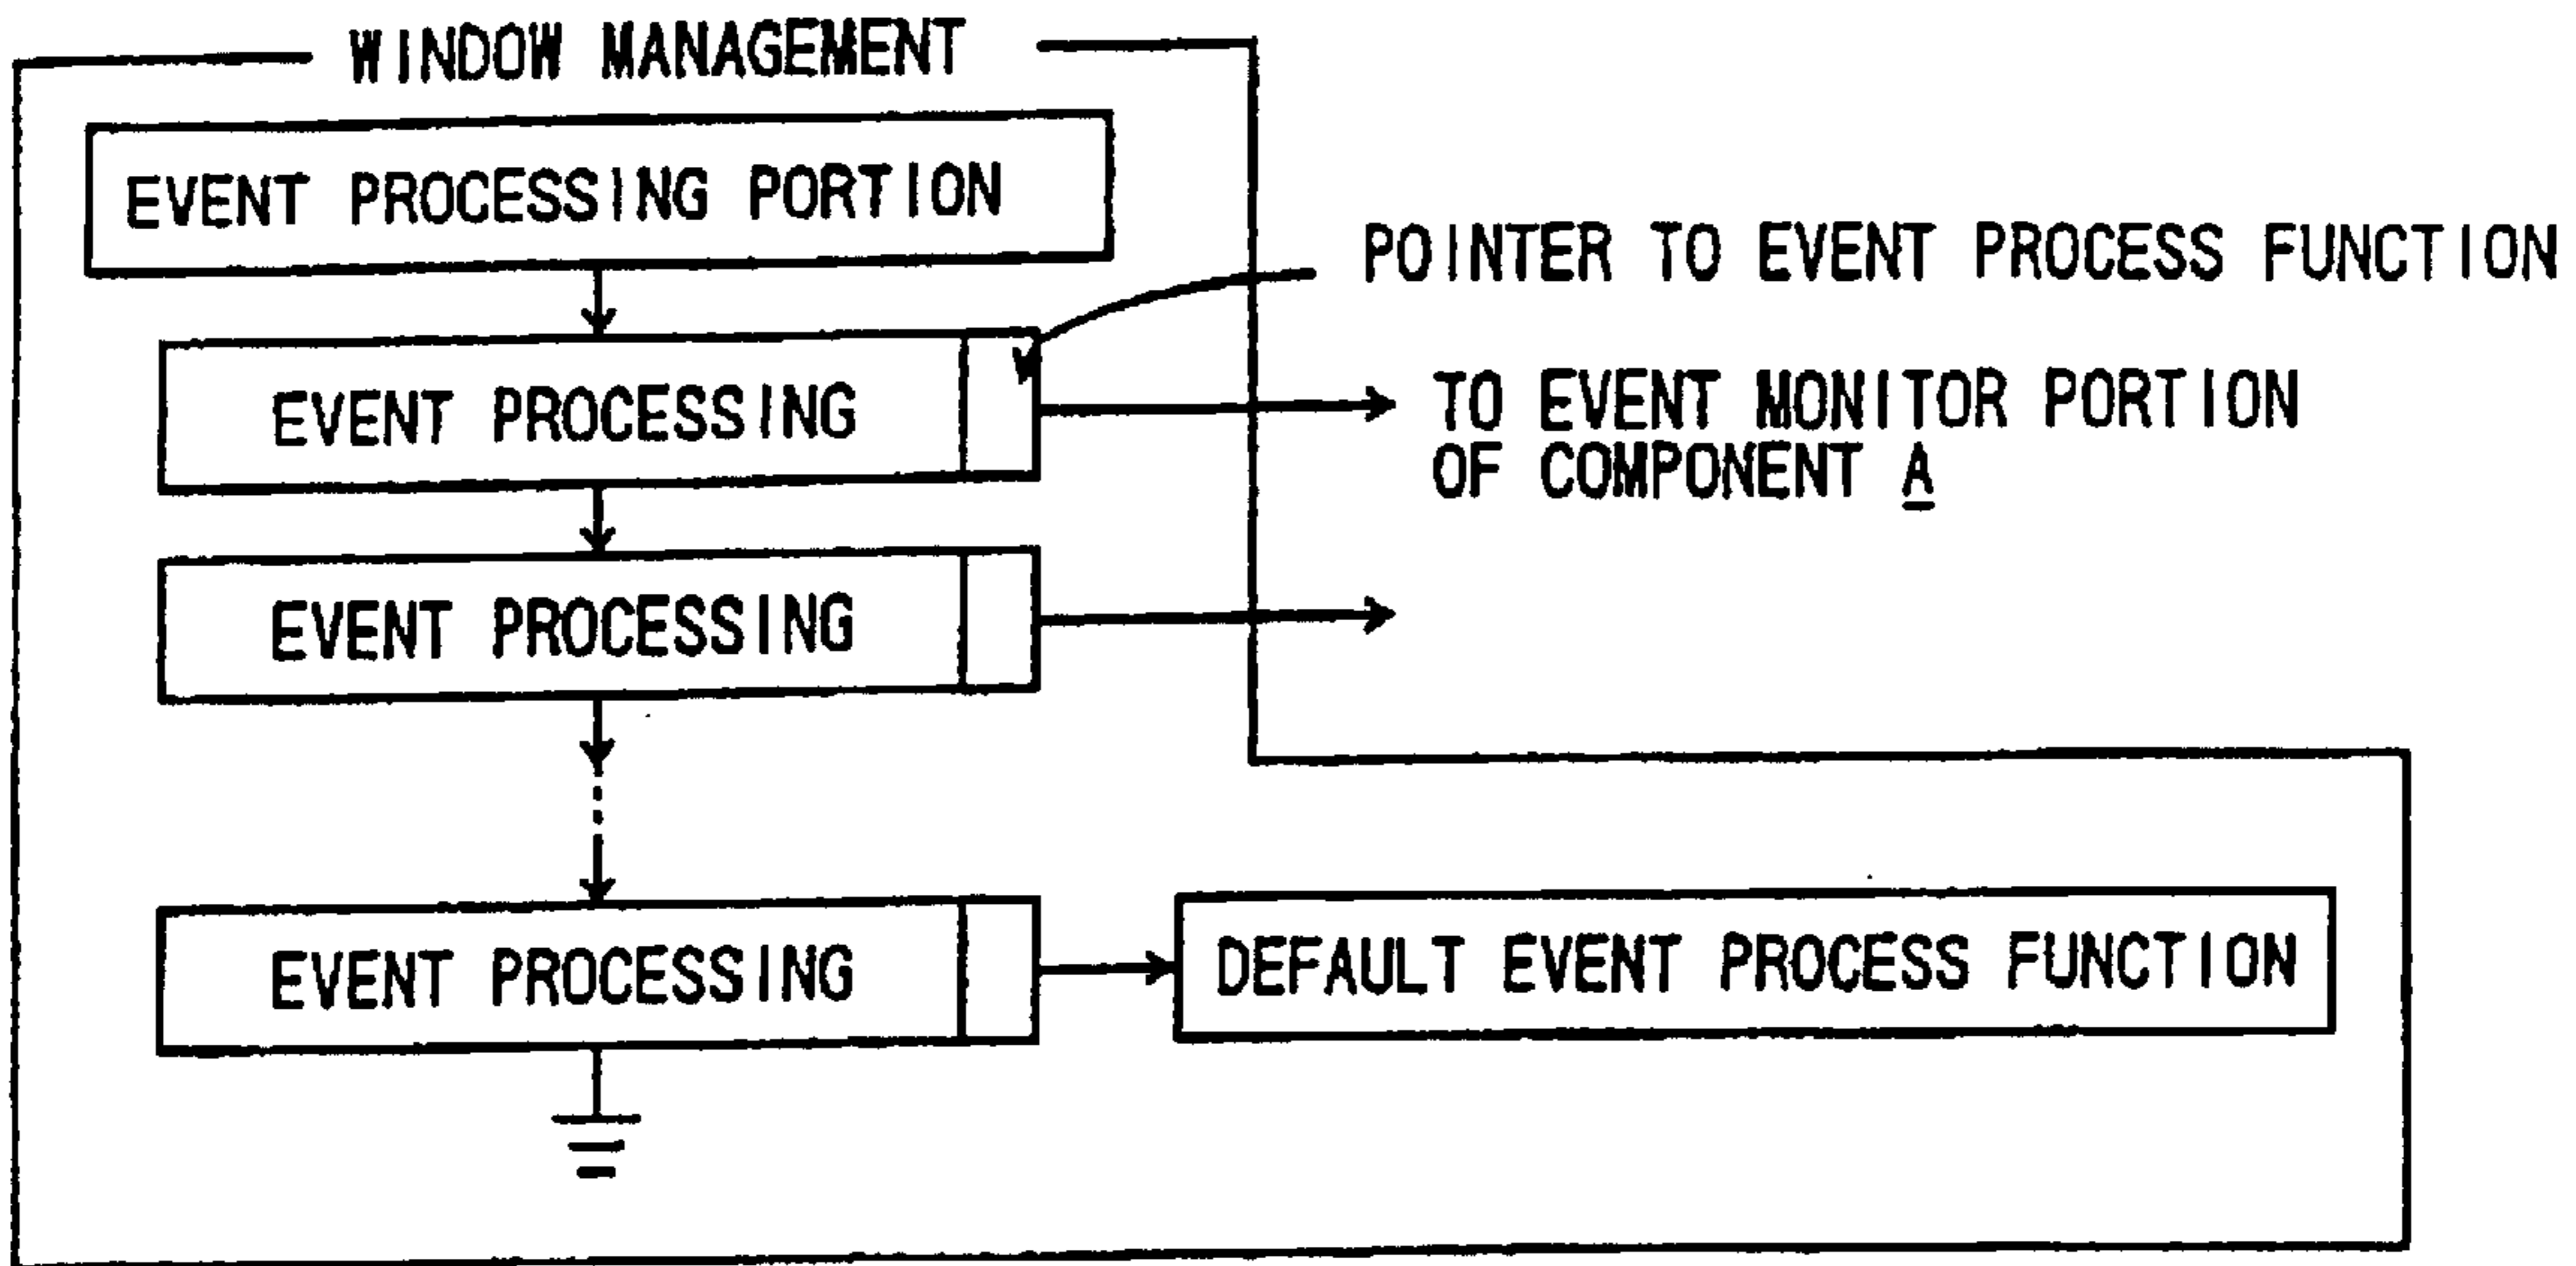 WINDOW MANAGEMENT
EVENT PROCESSING PORTION
POINTER TO EVENT PROCESS FUNCTION
EVENT PROCESSING
TO EVENT MONITOR PORTION
OF COMPONENT A
EVENT PROCESSING
EVENT PROCESSING
DEFAULT EVENT PROCESS FUNCTION